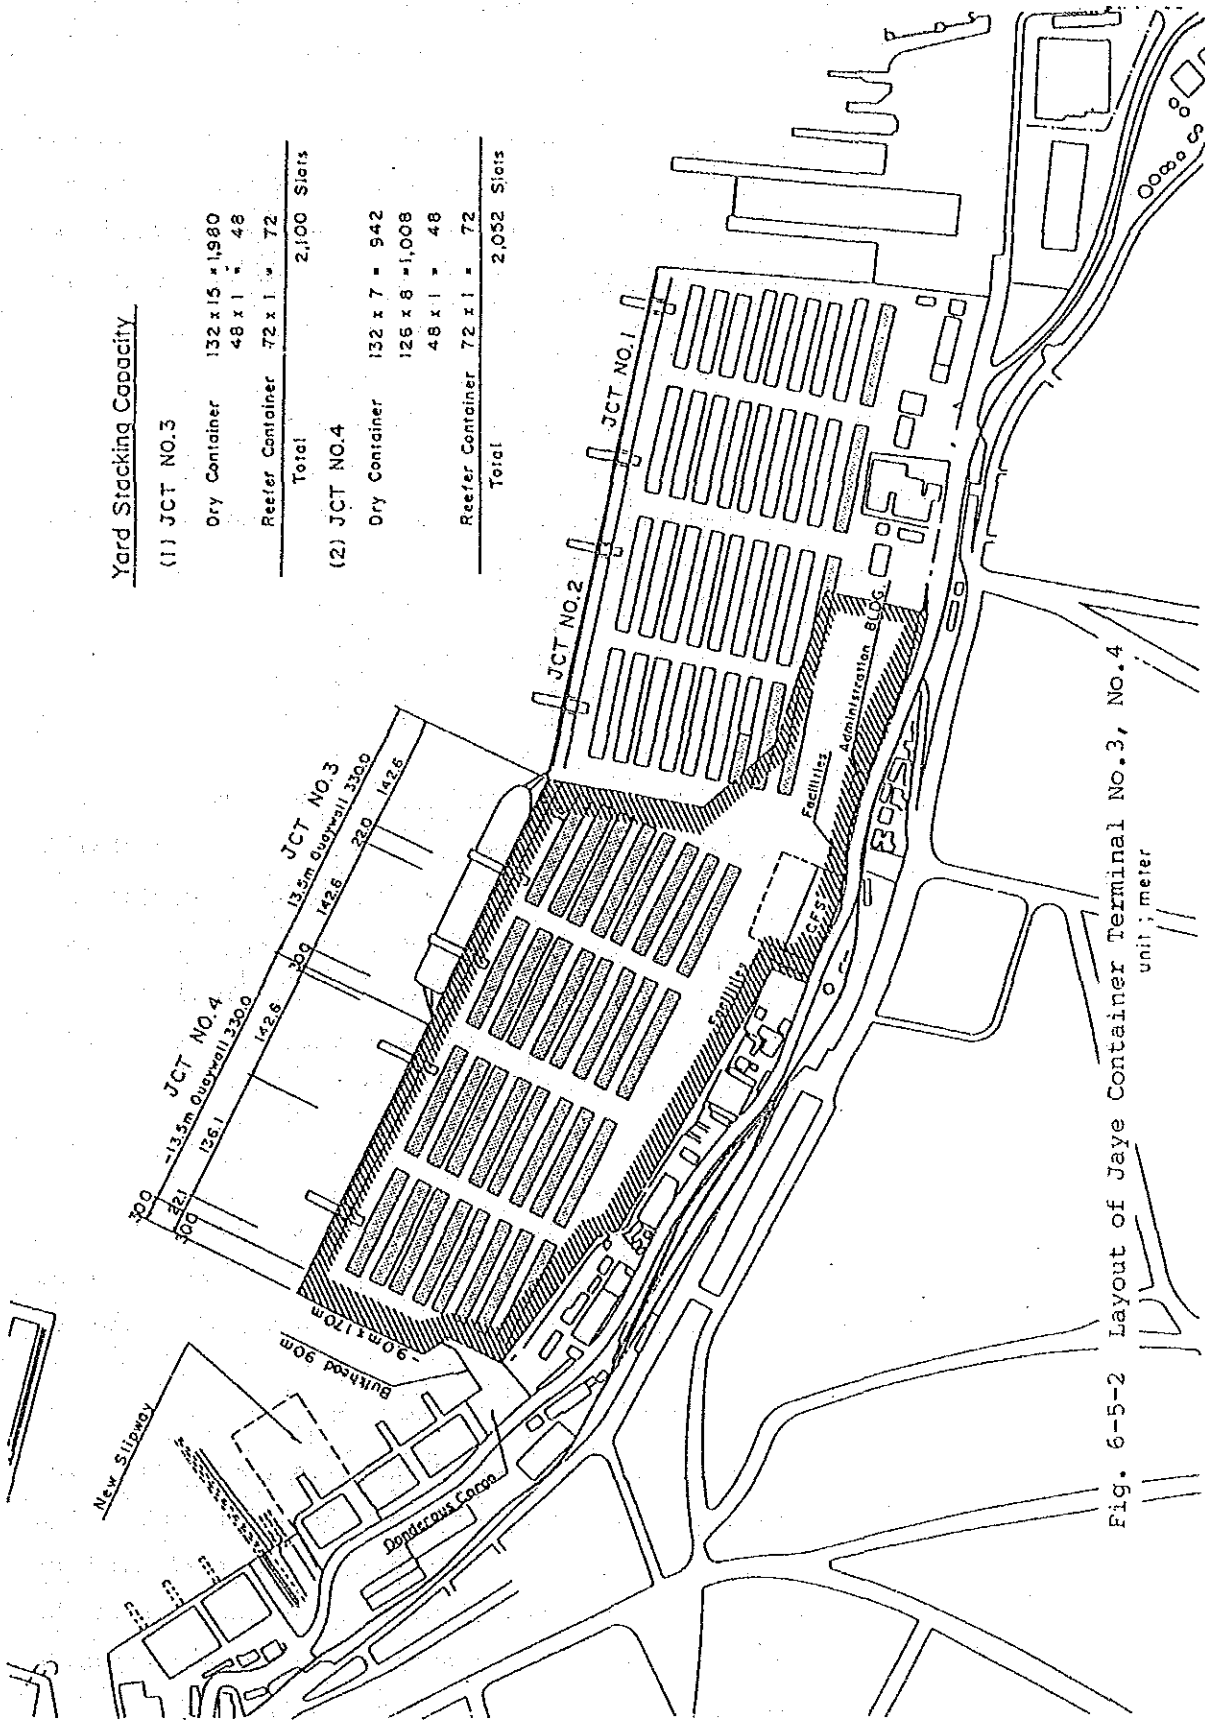 Yard Stacking Capacity
(1) JCT NO.3
Dry Container 132 x 15 = 1,980
48 x 1 = 48
Reefer Container 72 x 1 = 72
Total 2,100 Slots
(2) JCT NO.4
Dry Container 132 x 7 = 942
126 x 8 = 1,008
48 x 1 = 48
Reefer Container 72 x 1 = 72
Total 2,052 Slots
JCT NO.3
13.5m Quaywall 330.0
142.6
22.0
142.6
30.0
JCT NO.4
-13.5m Quaywall 330.0
142.6
136.1
22.1
30.0
30.0
JCT NO.1
JCT NO.2
New Slipway
Bulkhead 90m
-9.0m x 170m
Facilities
Administration BLDG.
C.F.S
Facilities
Cargo
Fig. 6-5-2 Layout of Jaye Container Terminal No.3, No.4
unit ; meter